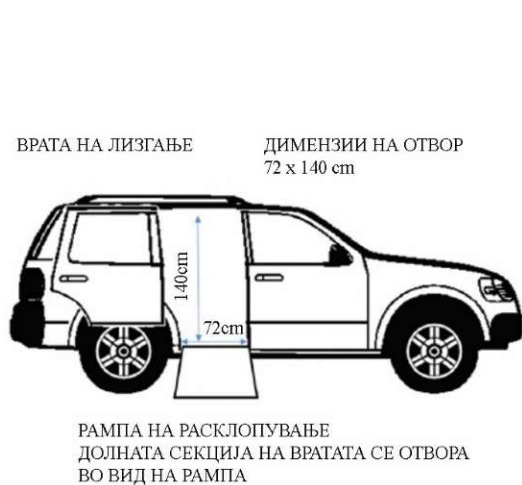 ВРАТА НА ЛИЗГАЊЕ
ДИМЕНЗИИ НА ОТВОР
72 x 140 cm
140cm
72cm
РАМПА НА РАСКЛОПУВАЊЕ
ДОЛНАТА СЕКЦИЈА НА ВРАТАТА СЕ ОТВОРА
ВО ВИД НА РАМПА